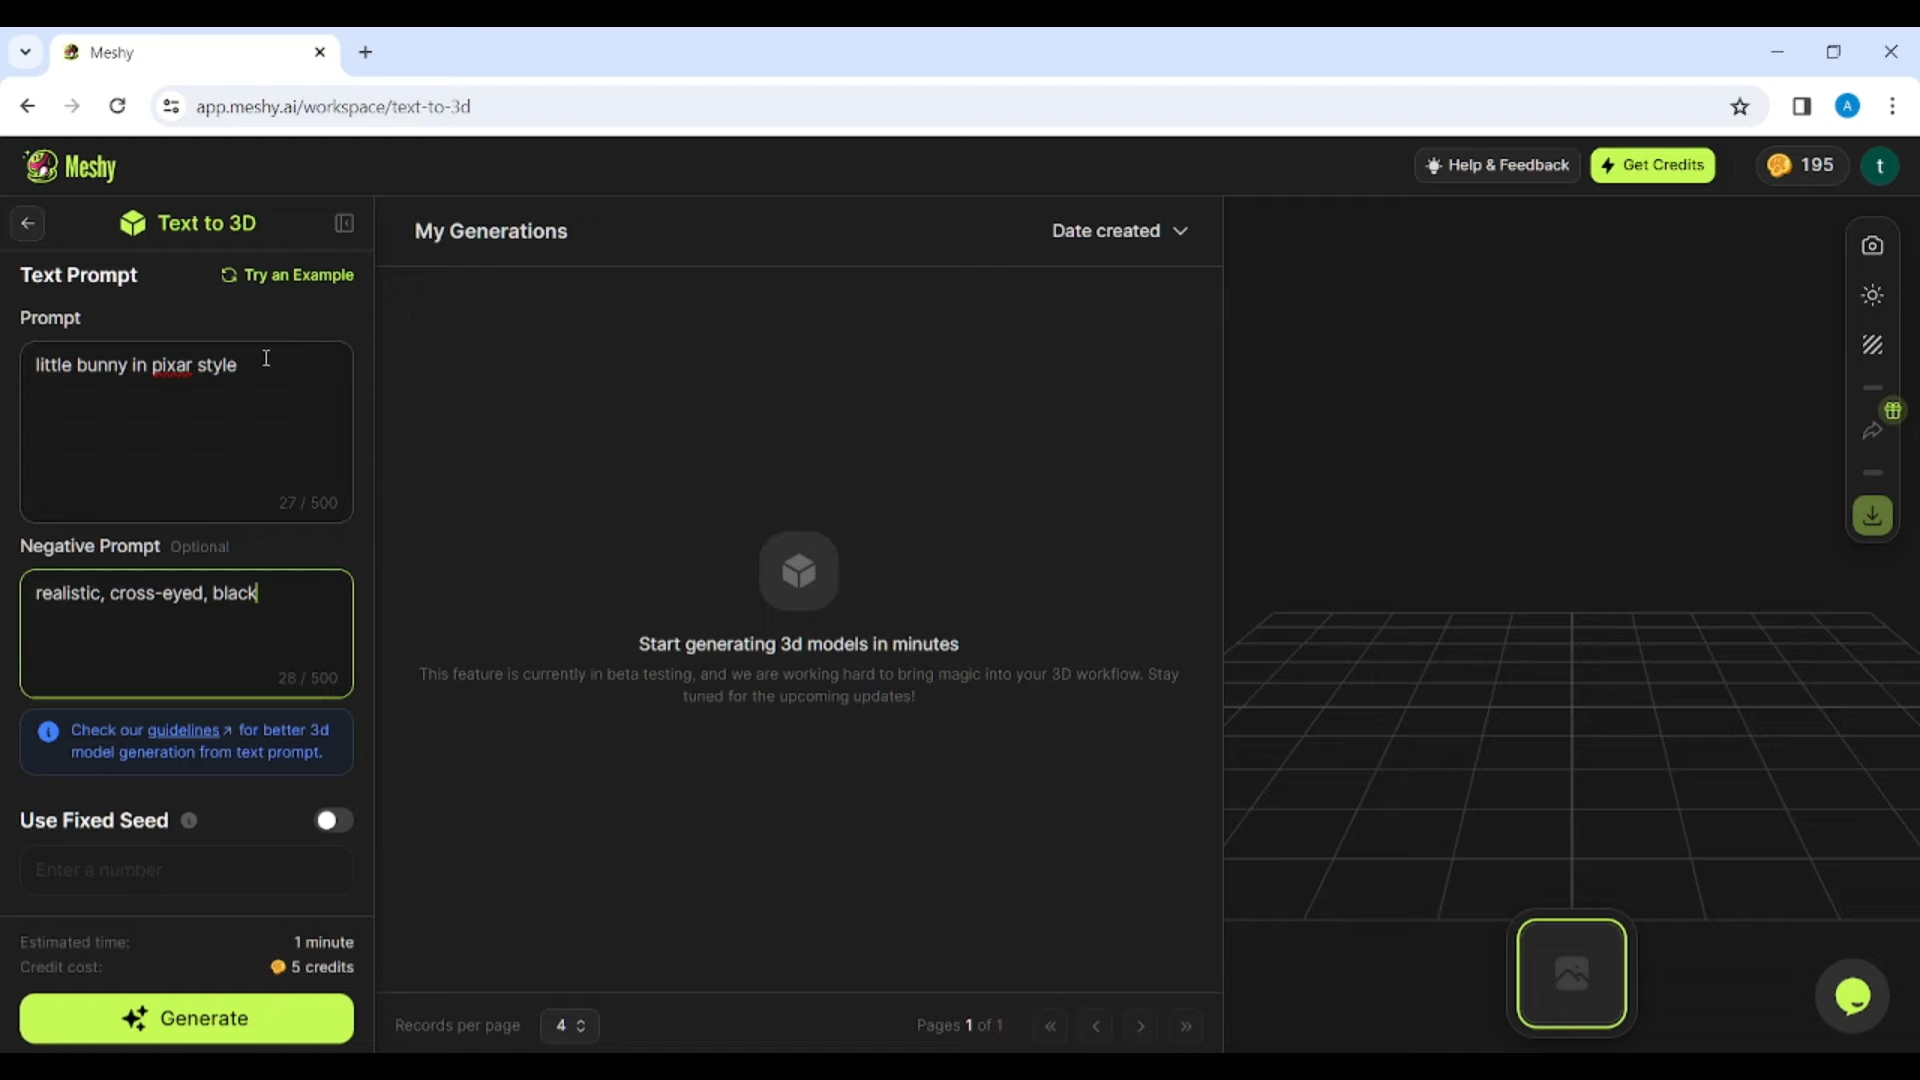 Meshy
app.meshy.ai/workspace/text-to-3d
A
Meshy
Help & Feedback
Get Credits
195
t
Text to 3D
My Generations
Date created
Text Prompt
Try an Example
Prompt
little bunny in pixar style
27 / 500
Negative Prompt Optional
realistic, cross-eyed, black
28 / 500
Check our guidelines for better 3d
model generation from text prompt.
Start generating 3d models in minutes
This feature is currently in beta testing, and we are working hard to bring magic into your 3D workflow. Stay
tuned for the upcoming updates!
Use Fixed Seed
Enter a number
Estimated time: 1 minute
Credit cost: 5 credits
Generate
Records per page 4
Pages 1 of 1